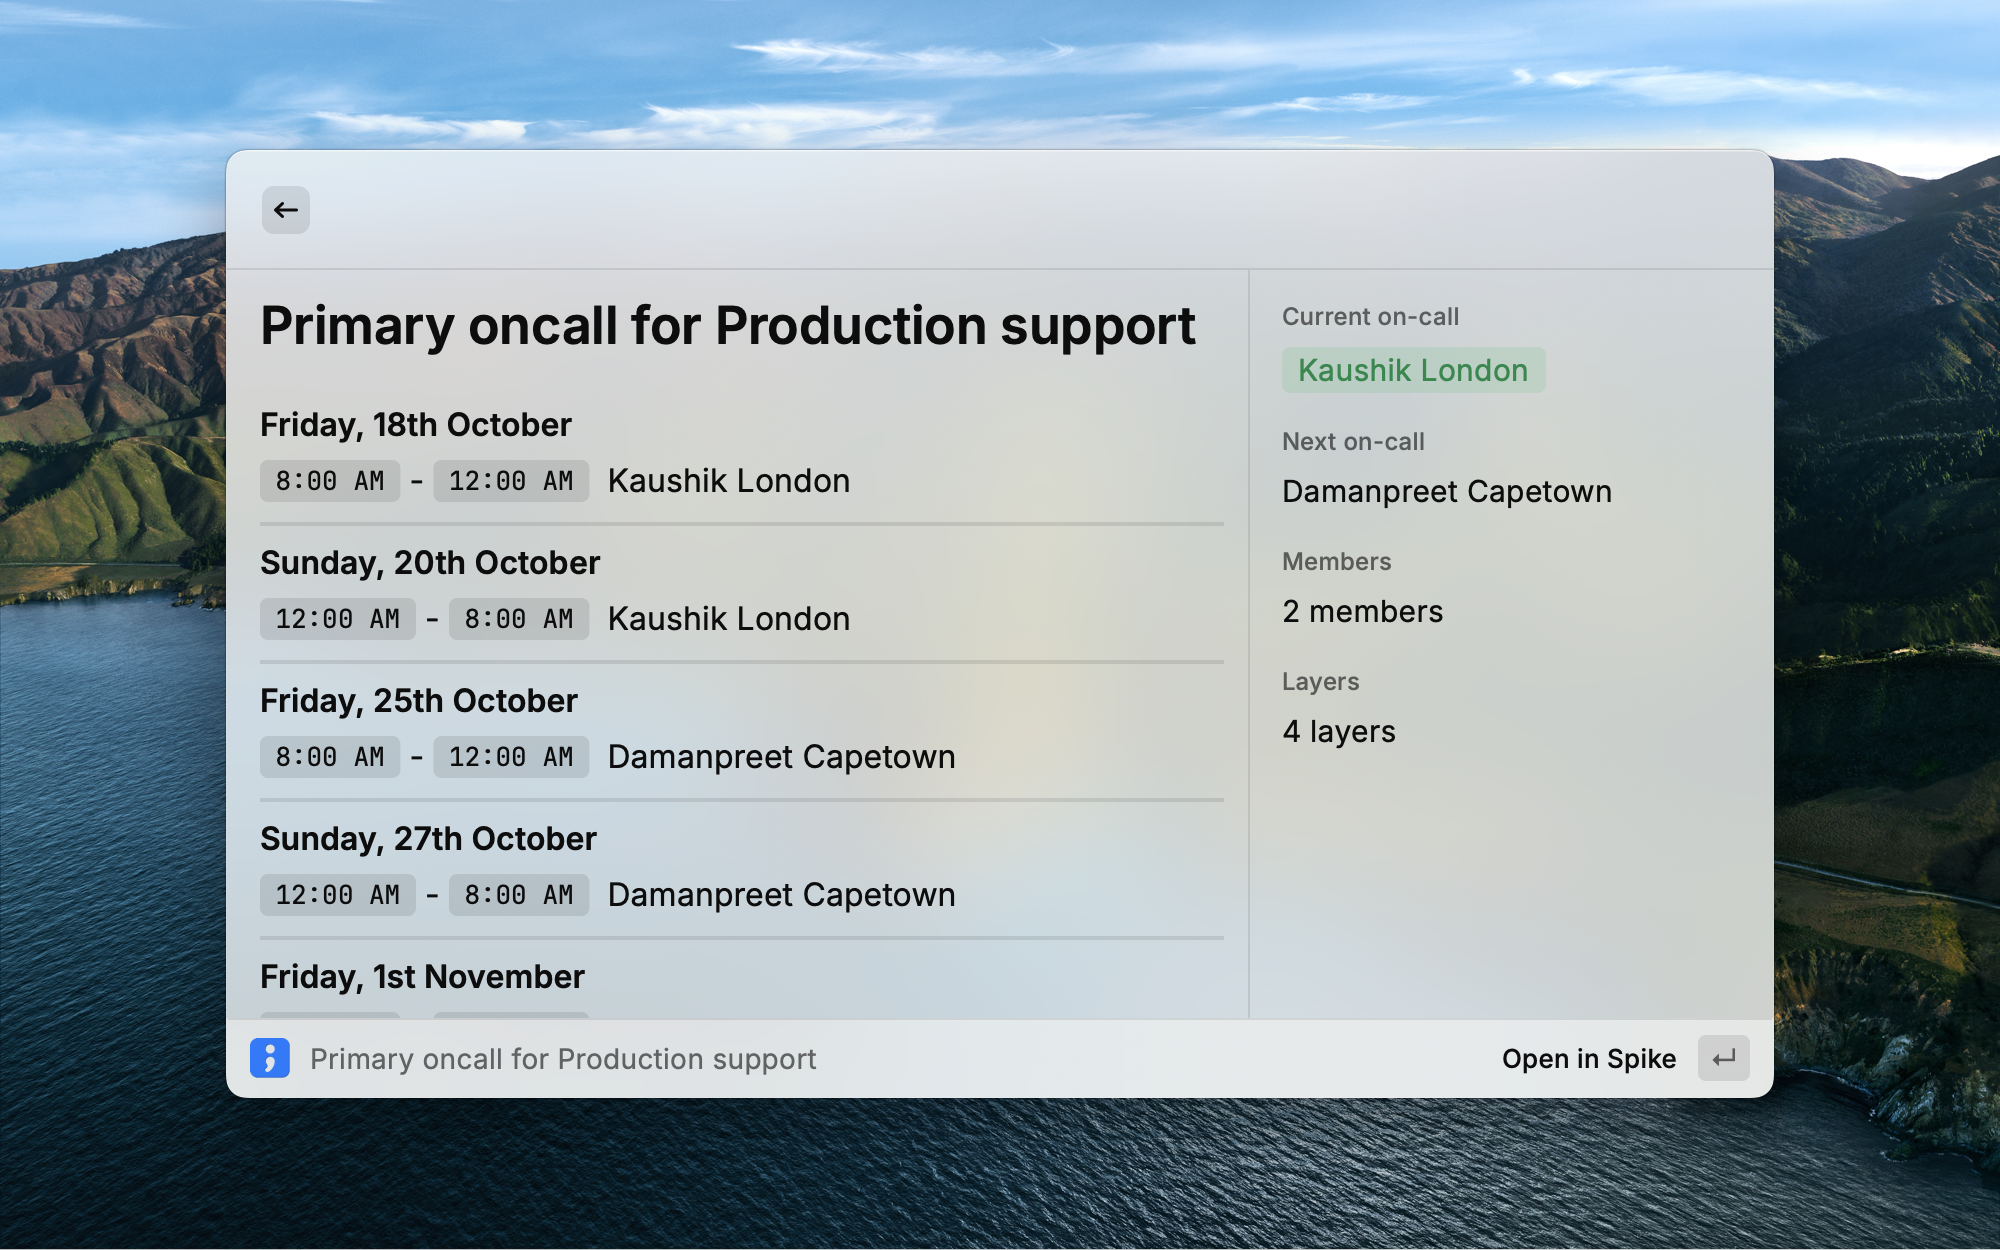 Primary oncall for Production support
Friday, 18th October
8:00 AM - 12:00 AM Kaushik London
Sunday, 20th October
12:00 AM - 8:00 AM Kaushik London
Friday, 25th October
8:00 AM - 12:00 AM Damanpreet Capetown
Sunday, 27th October
12:00 AM - 8:00 AM Damanpreet Capetown
Friday, 1st November
Current on-call
Kaushik London
Next on-call
Damanpreet Capetown
Members
2 members
Layers
4 layers
Primary oncall for Production support
Open in Spike